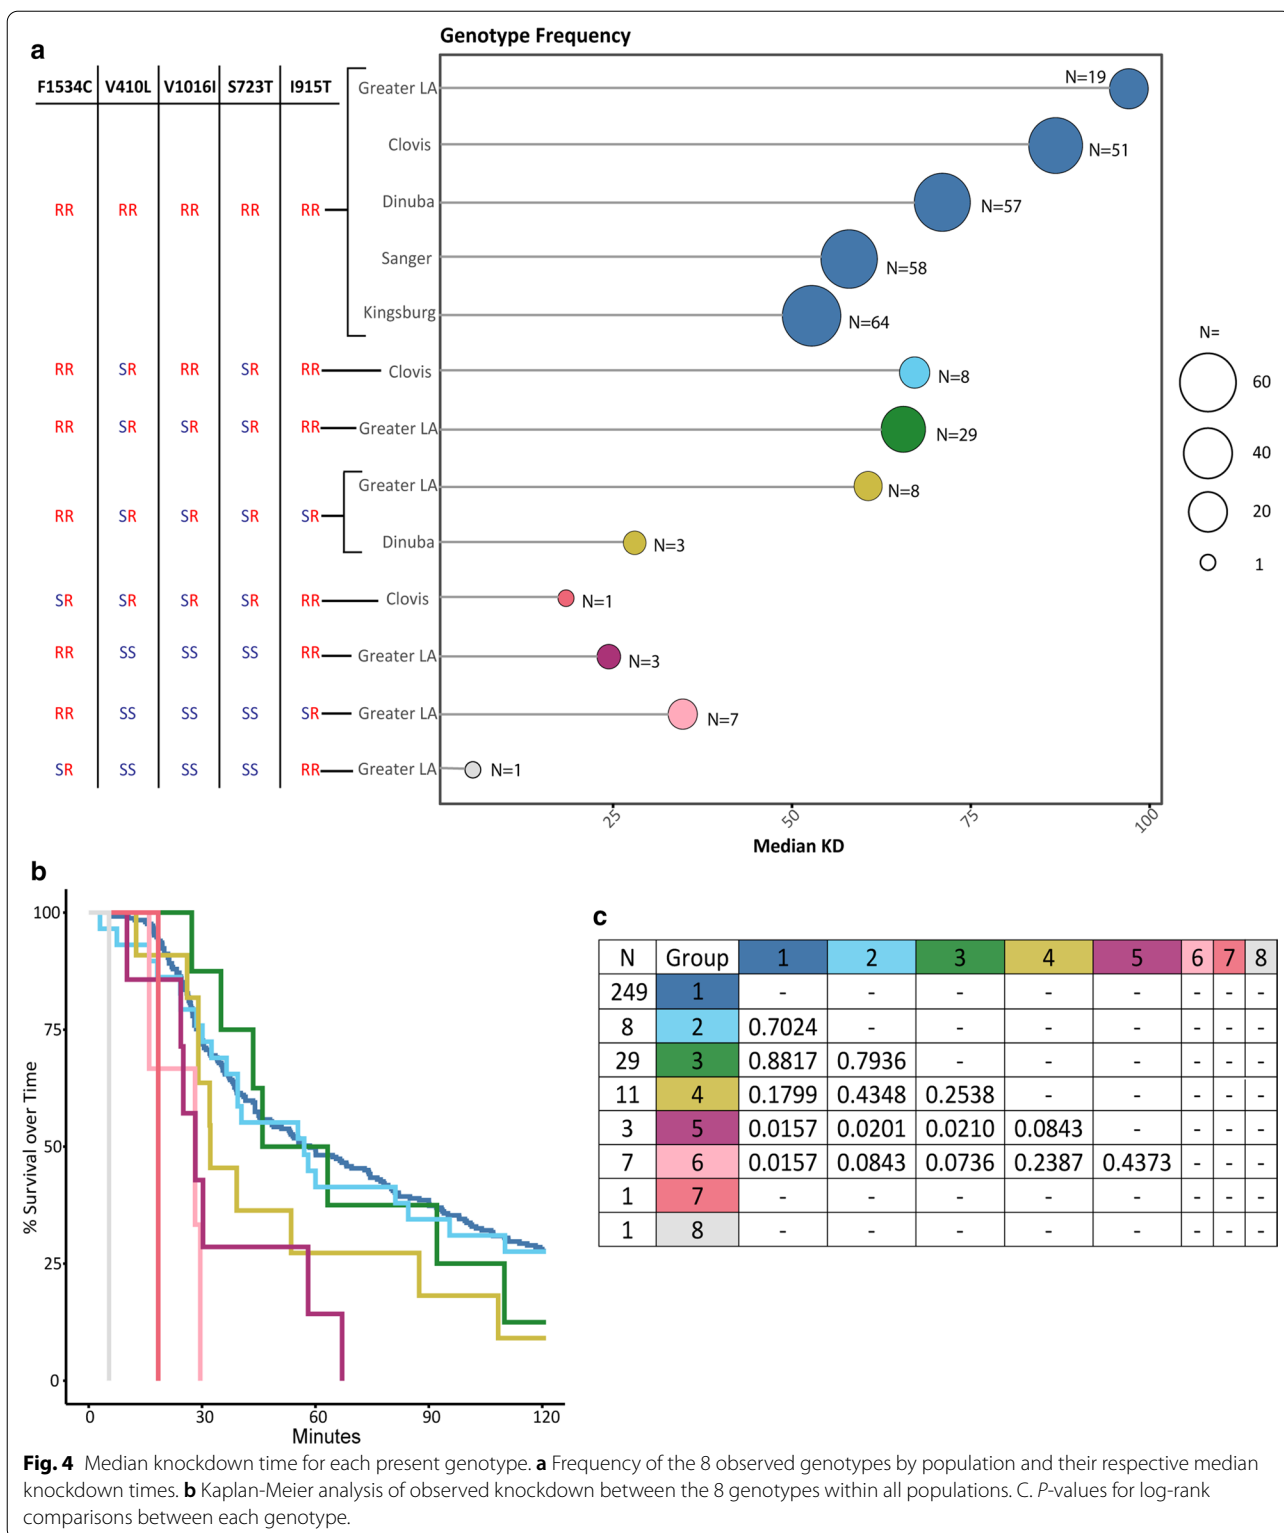 a
Genotype Frequency
F1534C V410L V1016I S723T I915T
Greater LA N=19
Clovis N=51
RR RR RR RR RR Dinuba N=57
Sanger N=58
Kingsburg N=64
RR SR RR SR RR Clovis N=8
RR SR SR SR RR Greater LA N=29
Greater LA N=8
RR SR SR SR SR
Dinuba N=3
SR SR SR SR RR Clovis N=1
RR SS SS SS RR Greater LA N=3
RR SS SS SS SR Greater LA N=7
SR SS SS SS RR Greater LA N=1
N=
60
40
20
1
25 50 75 100
Median KD
b
100
75
50
25
0
% Survival over Time
0 30 60 90 120
Minutes
c
N Group 1 2 3 4 5 6 7 8
249 1 - - - - - - - -
8 2 0.7024 - - - - - - -
29 3 0.8817 0.7936 - - - - - -
11 4 0.1799 0.4348 0.2538 - - - - -
3 5 0.0157 0.0201 0.0210 0.0843 - - - -
7 6 0.0157 0.0843 0.0736 0.2387 0.4373 - - -
1 7 - - - - - - - -
1 8 - - - - - - - -
Fig. 4 Median knockdown time for each present genotype. a Frequency of the 8 observed genotypes by population and their respective median
knockdown times. b Kaplan-Meier analysis of observed knockdown between the 8 genotypes within all populations. C. P-values for log-rank
comparisons between each genotype.